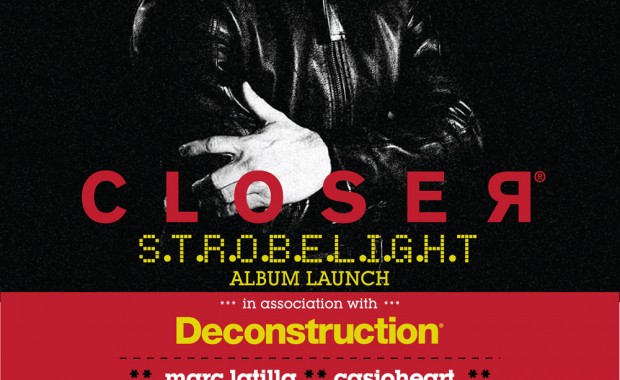 CLOSEЯ®
S.T.R.O.B.E.L.I.G.H.T
ALBUM LAUNCH
*** in association with ***
Deconstruction®
** marc latilla ** casioheart **